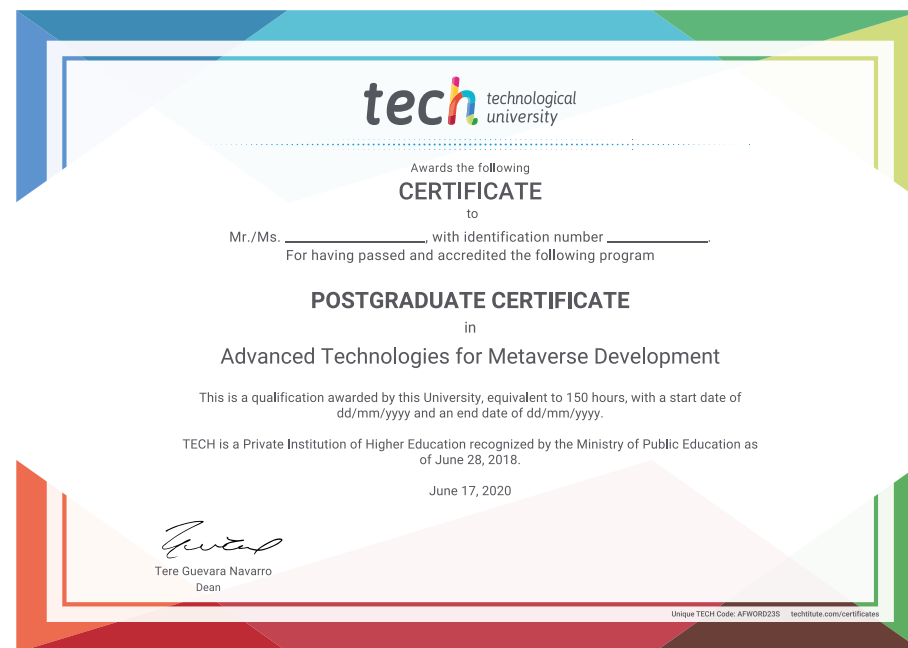 tech technological
university
Awards the following
CERTIFICATE
to
Mr./Ms. ____________________, with identification number ______________.
For having passed and accredited the following program
POSTGRADUATE CERTIFICATE
in
Advanced Technologies for Metaverse Development
This is a qualification awarded by this University, equivalent to 150 hours, with a start date of
dd/mm/yyyy and an end date of dd/mm/yyyy.
TECH is a Private Institution of Higher Education recognized by the Ministry of Public Education as
of June 28, 2018.
June 17, 2020
Tere Guevara Navarro
Dean
Unique TECH Code: AFWORD23S techtitute.com/certificates